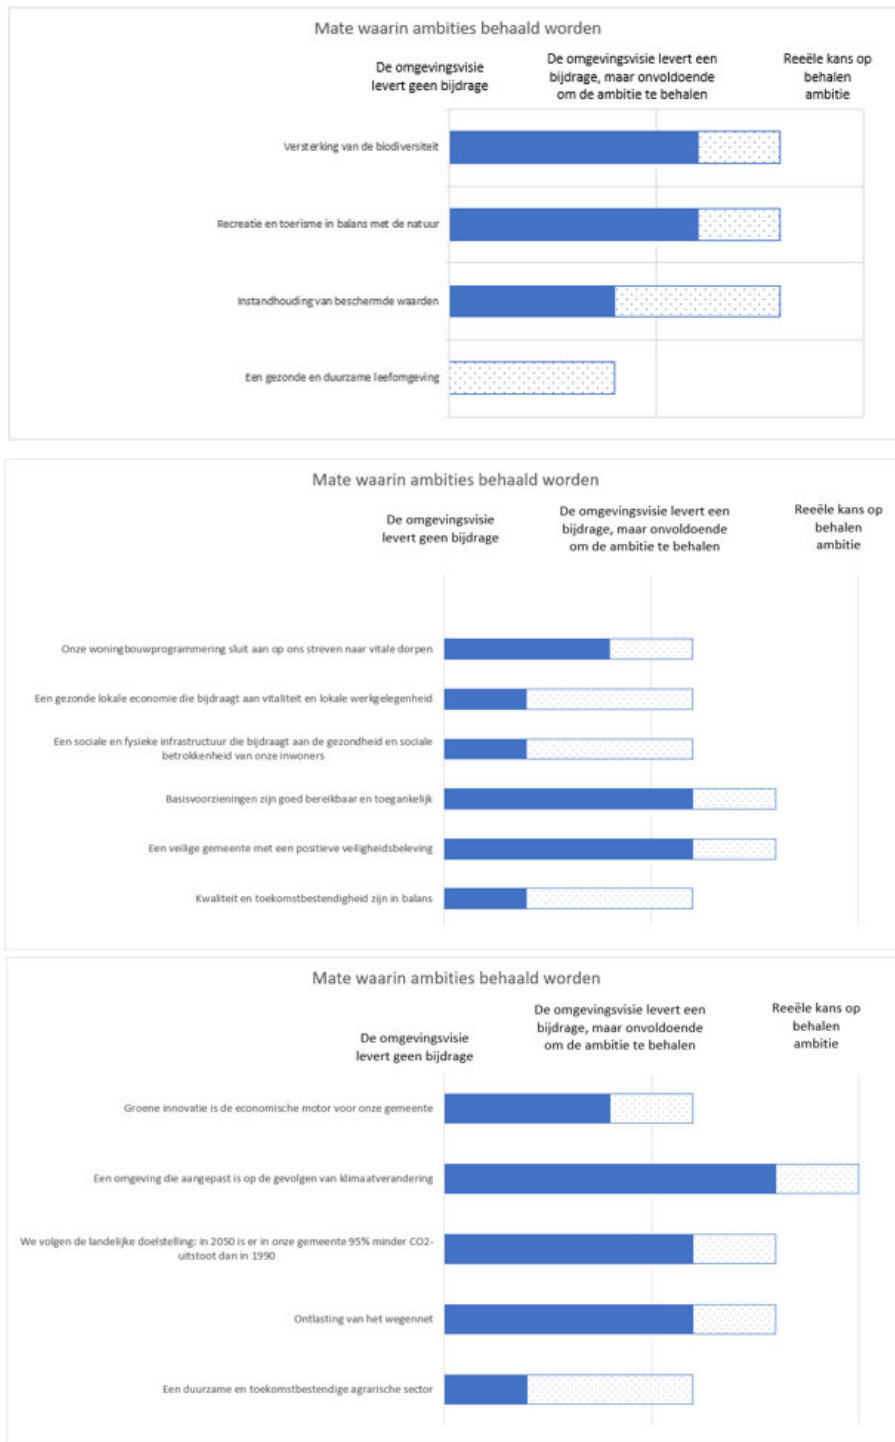 Mate waarin ambities behaald worden
De omgevingsvisie
levert geen bijdrage
De omgevingsvisie levert een
bijdrage, maar onvoldoende
om de ambitie te behalen
Reeële kans op
behalen
ambitie
Versterking van de biodiversiteit
Recreatie en toerisme in balans met de natuur
Instandhouding van beschermde waarden
Een gezonde en duurzame leefomgeving
Mate waarin ambities behaald worden
De omgevingsvisie
levert geen bijdrage
De omgevingsvisie levert een
bijdrage, maar onvoldoende
om de ambitie te behalen
Reeële kans op
behalen
ambitie
Onze woningbouwprogrammering sluit aan op ons streven naar vitale dorpen
Een gezonde lokale economie die bijdraagt aan vitaliteit en lokale werkgelegenheid
Een sociale en fysieke infrastructuur die bijdraagt aan de gezondheid en sociale
betrokkenheid van onze inwoners
Basisvoorzieningen zijn goed bereikbaar en toegankelijk
Een veilige gemeente met een positieve veiligheidsbeleving
Kwaliteit en toekomstbestendigheid zijn in balans
Mate waarin ambities behaald worden
De omgevingsvisie
levert geen bijdrage
De omgevingsvisie levert een
bijdrage, maar onvoldoende
om de ambitie te behalen
Reeële kans op
behalen
ambitie
Groene innovatie is de economische motor voor onze gemeente
Een omgeving die aangepast is op de gevolgen van klimaatverandering
We volgen de landelijke doelstelling: in 2050 is er in onze gemeente 95% minder CO2-
uitstoot dan in 1990
Ontlasting van het wegennet
Een duurzame en toekomstbestendige agrarische sector